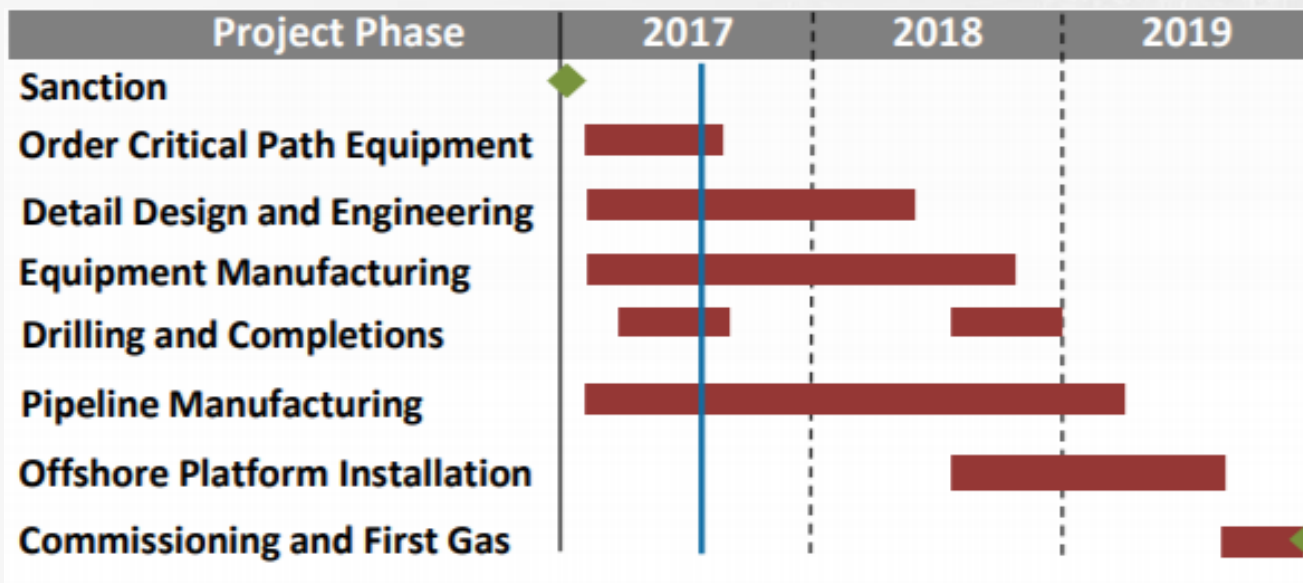 Project Phase 2017 2018 2019
Sanction
Order Critical Path Equipment
Detail Design and Engineering
Equipment Manufacturing
Drilling and Completions
Pipeline Manufacturing
Offshore Platform Installation
Commissioning and First Gas